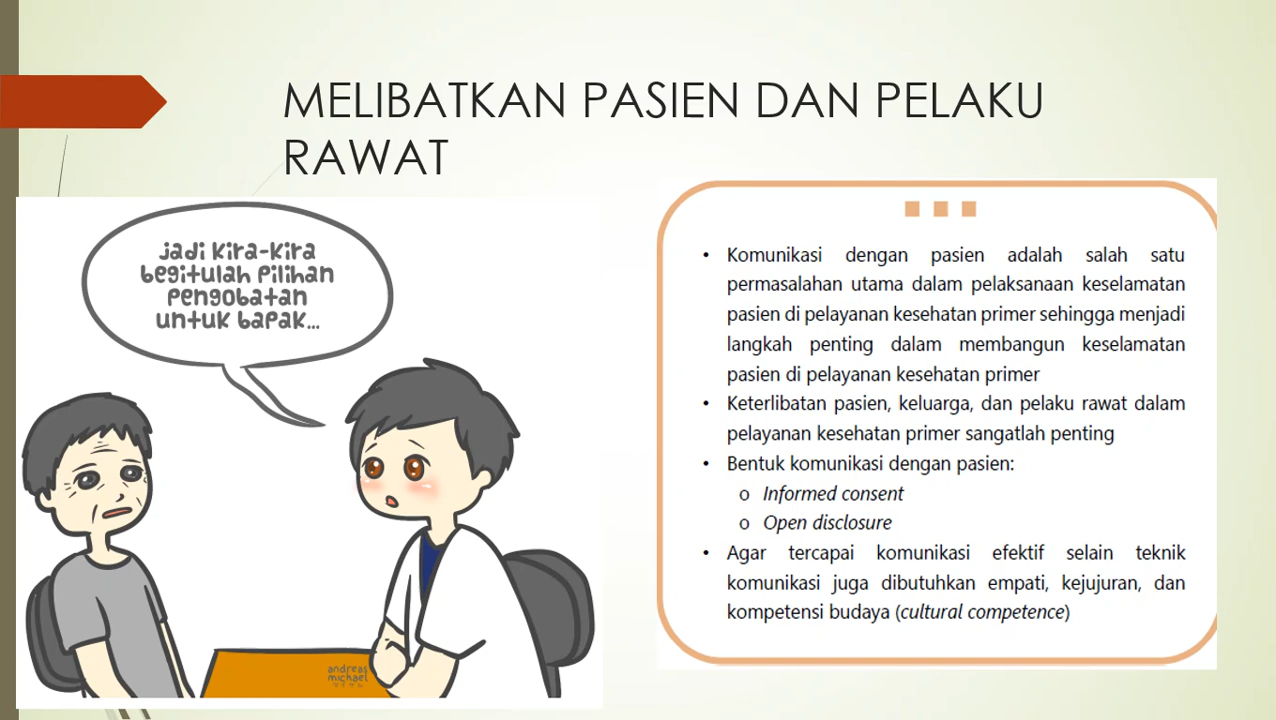 MELIBATKAN PASIEN DAN PELAKU
RAWAT
jadi kira-kira
begitulah pilihan
pengobatan
untuk bapak...
andreas
michael
• Komunikasi dengan pasien adalah salah satu
permasalahan utama dalam pelaksanaan keselamatan
pasien di pelayanan kesehatan primer sehingga menjadi
langkah penting dalam membangun keselamatan
pasien di pelayanan kesehatan primer
• Keterlibatan pasien, keluarga, dan pelaku rawat dalam
pelayanan kesehatan primer sangatlah penting
• Bentuk komunikasi dengan pasien:
o Informed consent
o Open disclosure
• Agar tercapai komunikasi efektif selain teknik
komunikasi juga dibutuhkan empati, kejujuran, dan
kompetensi budaya (cultural competence)